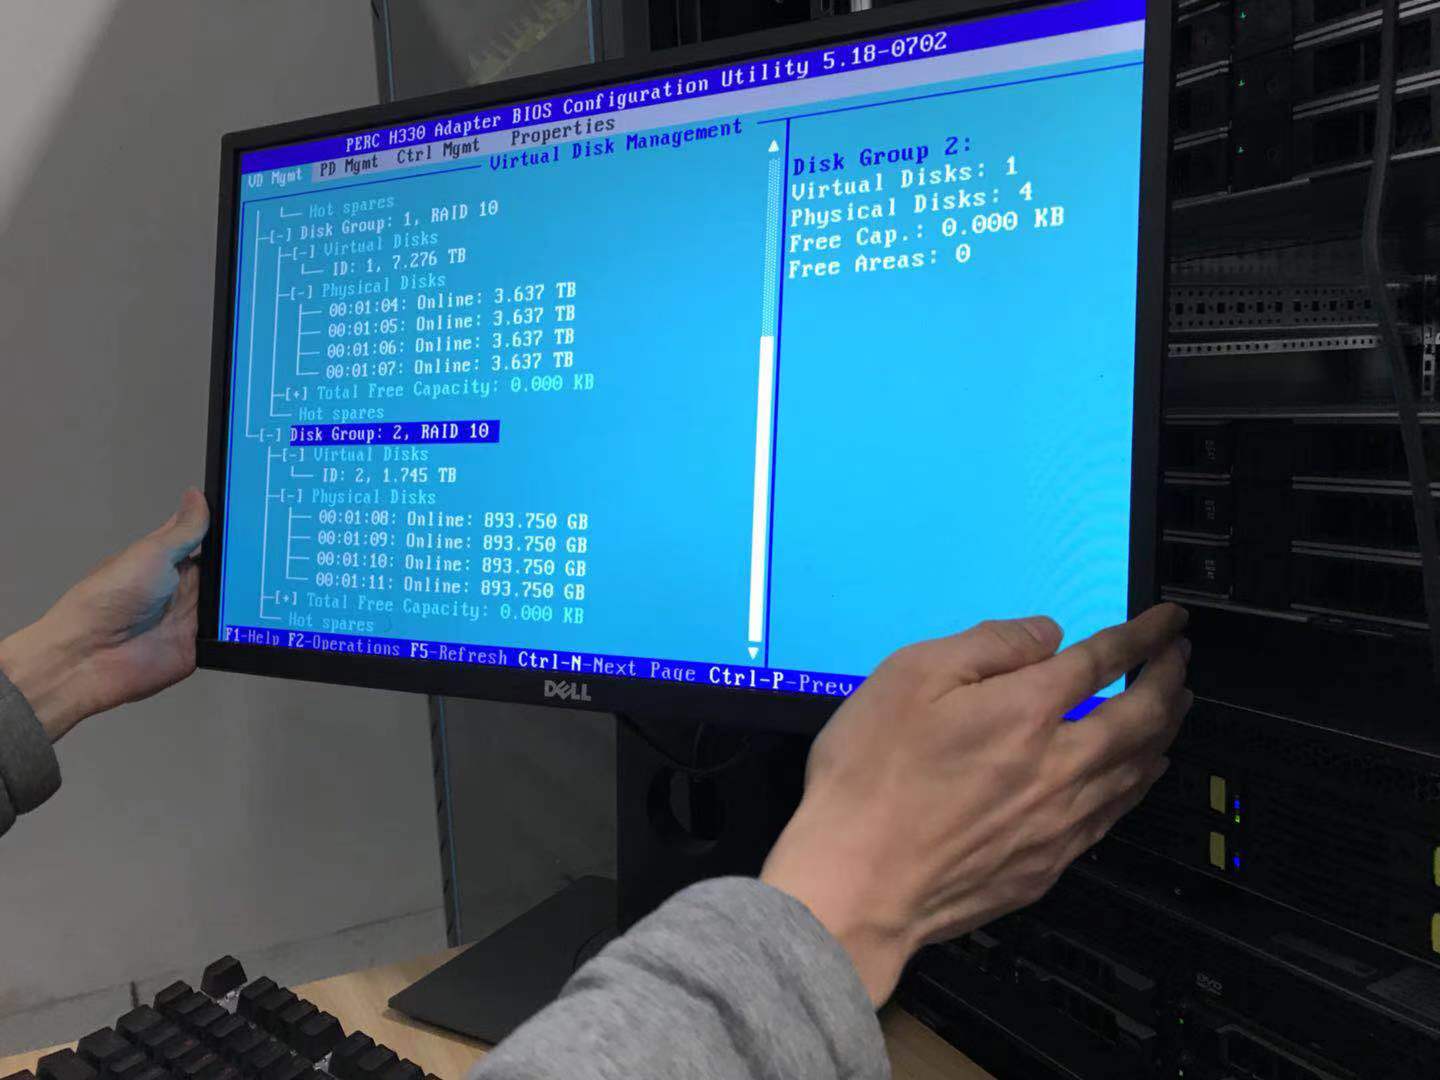 PERC H330 Adapter BIOS Configuration Utility 5.18-0702
VD Mgmt PD Mgmt Ctrl Mgmt Properties
Virtual Disk Management
Hot spares
[-] Disk Group: 1, RAID 10
[-] Virtual Disks
ID: 1, 7.276 TB
[-] Physical Disks
00:01:04: Online: 3.637 TB
00:01:05: Online: 3.637 TB
00:01:06: Online: 3.637 TB
00:01:07: Online: 3.637 TB
[+] Total Free Capacity: 0.000 KB
Hot spares
[-] Disk Group: 2, RAID 10
[-] Virtual Disks
ID: 2, 1.745 TB
[-] Physical Disks
00:01:08: Online: 893.750 GB
00:01:09: Online: 893.750 GB
00:01:10: Online: 893.750 GB
00:01:11: Online: 893.750 GB
[+] Total Free Capacity: 0.000 KB
Hot spares
Disk Group 2:
Virtual Disks: 1
Physical Disks: 4
Free Cap.: 0.000 KB
Free Areas: 0
F1-Help F2-Operations F5-Refresh Ctrl-N-Next Page Ctrl-P-Prev
DELL